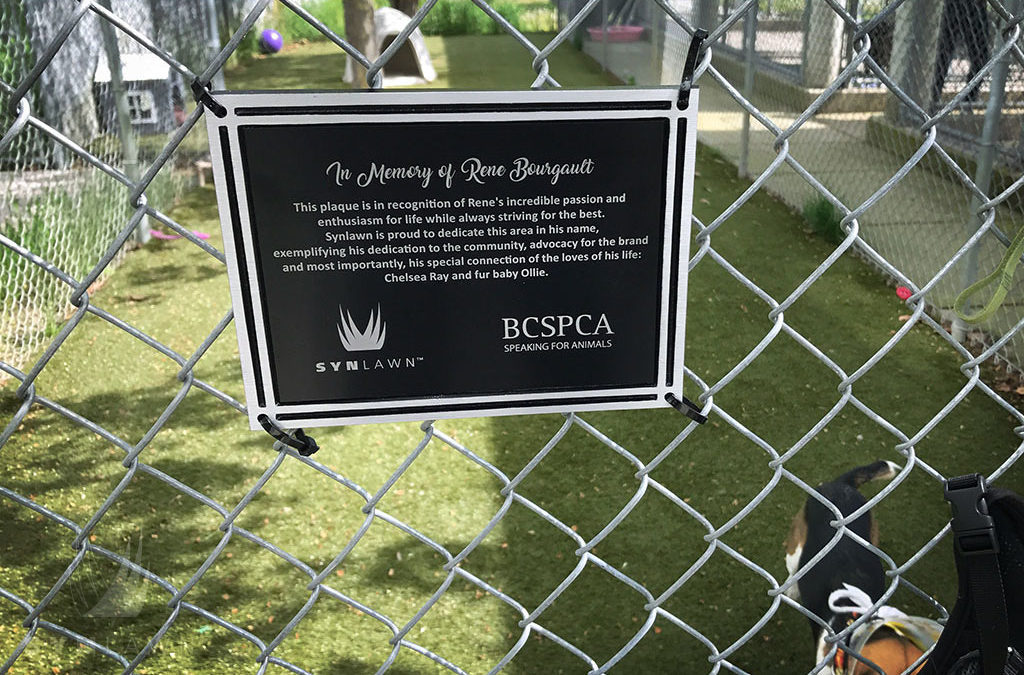 In Memory of Rene Bourgault
This plaque is in recognition of Rene's incredible passion and
enthusiasm for life while always striving for the best.
Synlawn is proud to dedicate this area in his name,
exemplifying his dedication to the community, advocacy for the brand
and most importantly, his special connection of the loves of his life:
Chelsea Ray and fur baby Ollie.
SYNLAWN™
BCSPCA
SPEAKING FOR ANIMALS